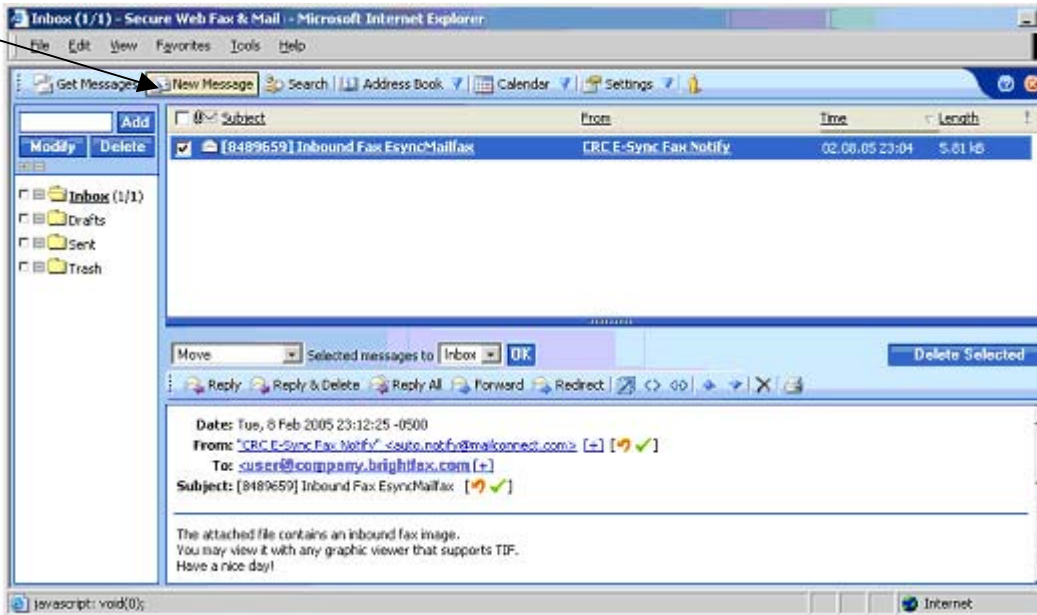 Inbox (1/1) - Secure Web Fax & Mail - Microsoft Internet Explorer
File Edit View Favorites Tools Help
Get Messages New Message Search Address Book Calendar Settings
Add
Modify Delete
Subject From Time Length !
[8489659] Inbound Fax EsyncMailfax CRC E-Sync Fax Notify 02.08.05 23:04 5.81 kB
Inbox (1/1)
Drafts
Sent
Trash
Move Selected messages to Inbox OK Delete Selected
Reply Reply & Delete Reply All Forward Redirect
Date: Tue, 8 Feb 2005 23:12:25 -0500
From: "CRC E-Sync Fax Notify" <auto.notify@mailconnect.com> [+] [ ]
To: <user@company.brightfax.com [+]
Subject: [8489659] Inbound Fax EsyncMailfax [ ]
The attached file contains an inbound fax image.
You may view it with any graphic viewer that supports TIF.
Have a nice day!
javascript: void(0); Internet